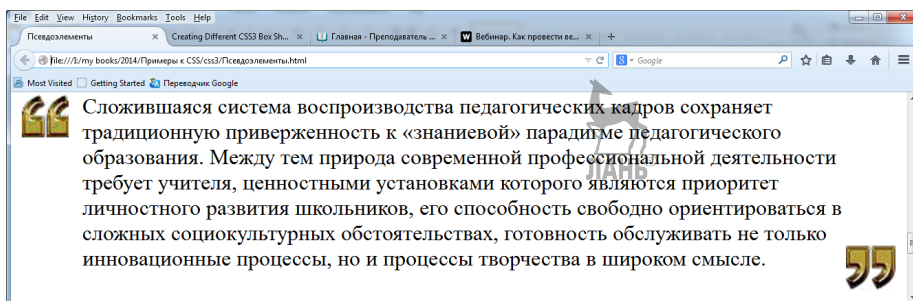 File Edit View History Bookmarks Tools Help
Псевдоэлементы × Creating Different CSS3 Box Sh... × Главная - Преподаватель ... × Вебинар. Как провести ве... × +
file:///I:/my books/2014/Примеры к CSS/css3/Псевдоэлементы.html Google
Most Visited Getting Started Переводчик Google
“ Сложившаяся система воспроизводства педагогических кадров сохраняет
традиционную приверженность к «знаниевой» парадигме педагогического
образования. Между тем природа современной профессиональной деятельности
требует учителя, ценностными установками которого являются приоритет
личностного развития школьников, его способность свободно ориентироваться в
сложных социокультурных обстоятельствах, готовность обслуживать не только
инновационные процессы, но и процессы творчества в широком смысле. ”
ЛАНЬ